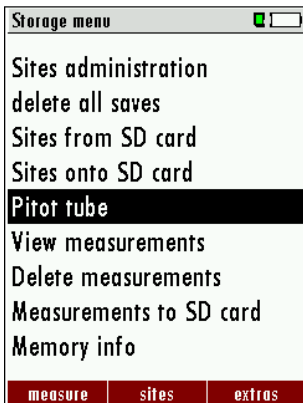 Storage menu
Sites administration
delete all saves
Sites from SD card
Sites onto SD card
Pitot tube
View measurements
Delete measurements
Measurements to SD card
Memory info
measure sites extras